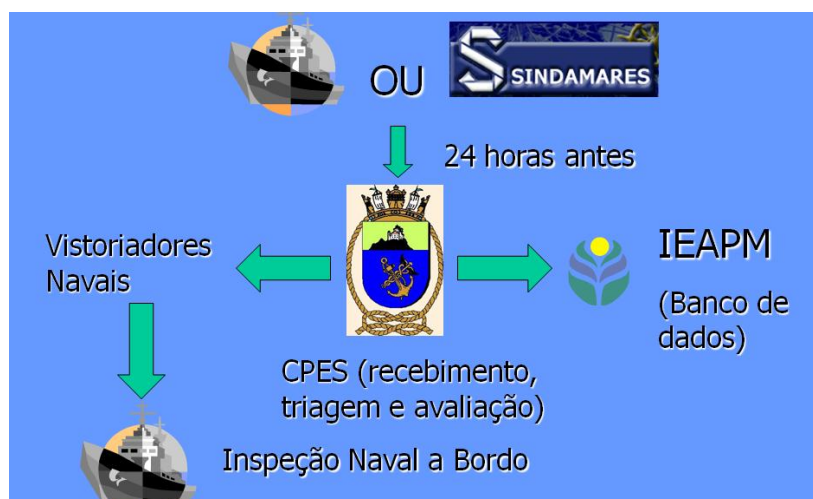 OU
SINDAMARES
24 horas antes
Vistoriadores
Navais
IEAPM
(Banco de
dados)
CPES (recebimento,
triagem e avaliação)
Inspeção Naval a Bordo